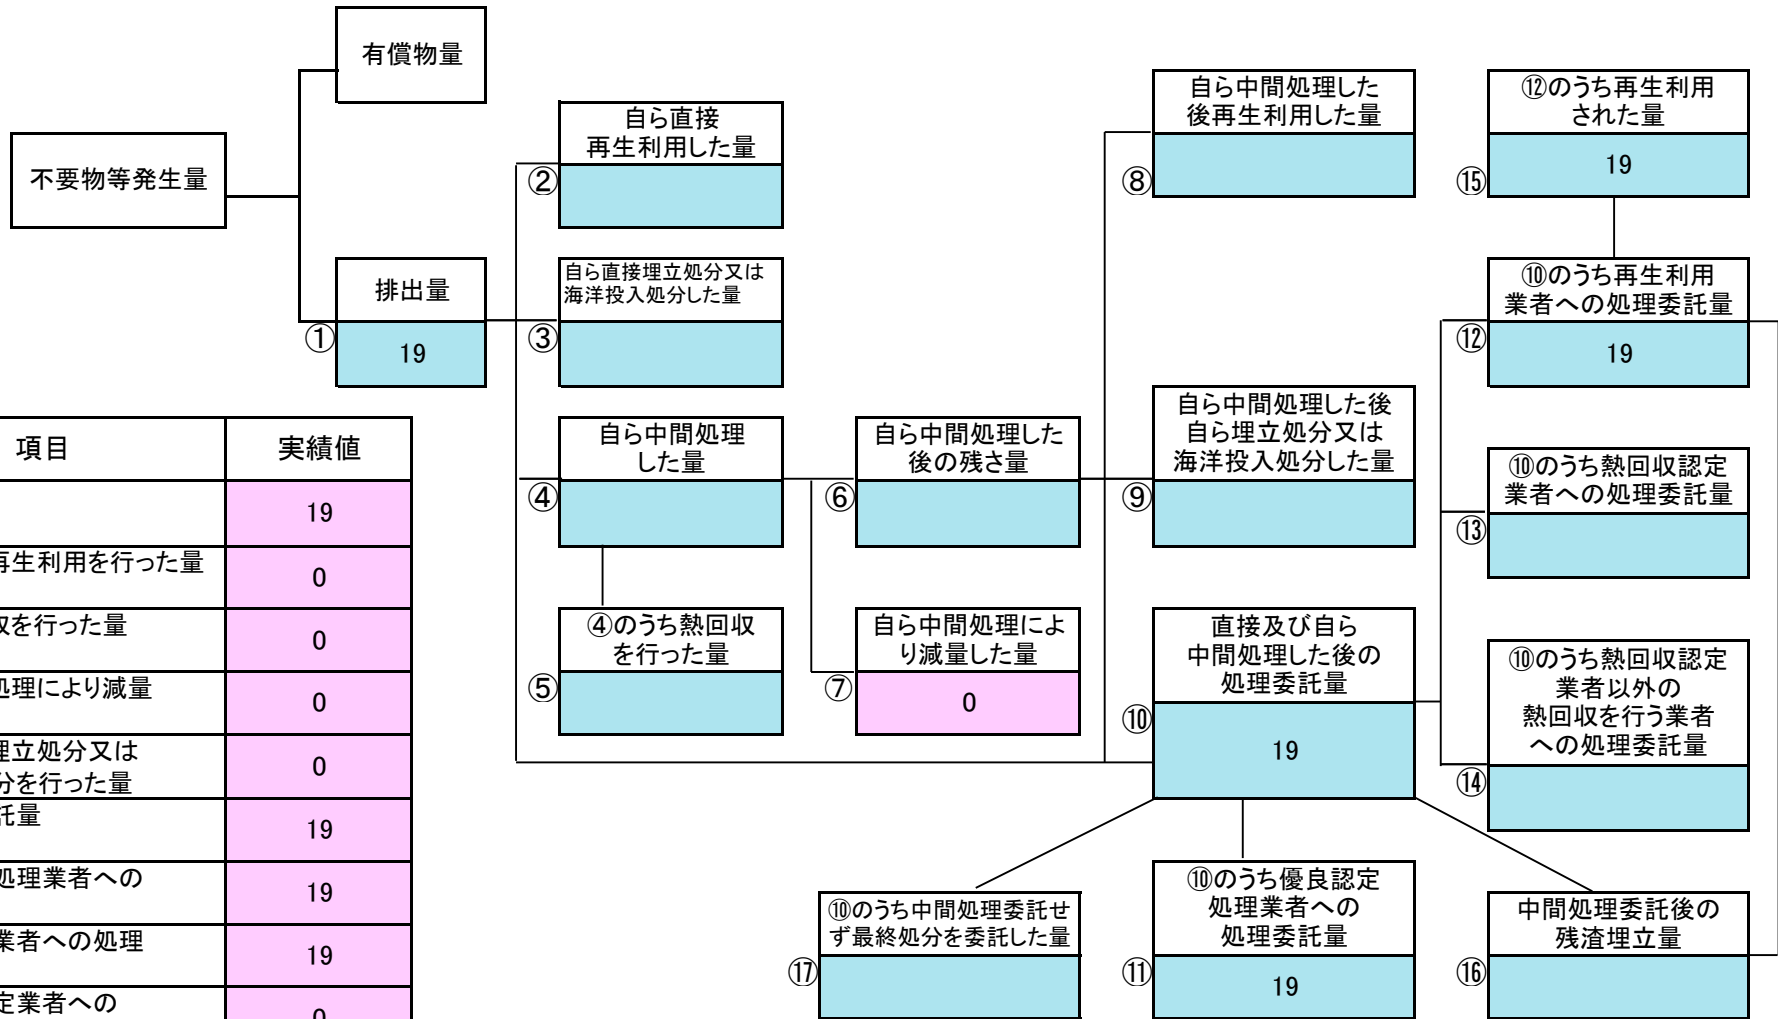 有償物量
不要物等発生量
排出量
①
19
自ら直接
再生利用した量
②
自ら直接埋立処分又は
海洋投入処分した量
③
自ら中間処理
した量
④
④のうち熱回収
を行った量
⑤
自ら中間処理した
後の残さ量
⑥
自ら中間処理によ
り減量した量
⑦
0
自ら中間処理した
後再生利用した量
⑧
自ら中間処理した後
自ら埋立処分又は
海洋投入処分した量
⑨
直接及び自ら
中間処理した後の
処理委託量
⑩
19
⑫のうち再生利用
された量
⑮
19
⑩のうち再生利用
業者への処理委託量
⑫
19
⑩のうち熱回収認定
業者への処理委託量
⑬
⑩のうち熱回収認定
業者以外の
熱回収を行う業者
への処理委託量
⑭
⑩のうち中間処理委託せ
ず最終処分を委託した量
⑰
⑩のうち優良認定
処理業者への
処理委託量
⑪
19
中間処理委託後の
残渣埋立量
⑯
項目 実績値
19
再生利用を行った量 0
を行った量 0
処理により減量 0
埋立処分又は
分を行った量 0
託量 19
処理業者への 19
業者への処理 19
定業者への 0